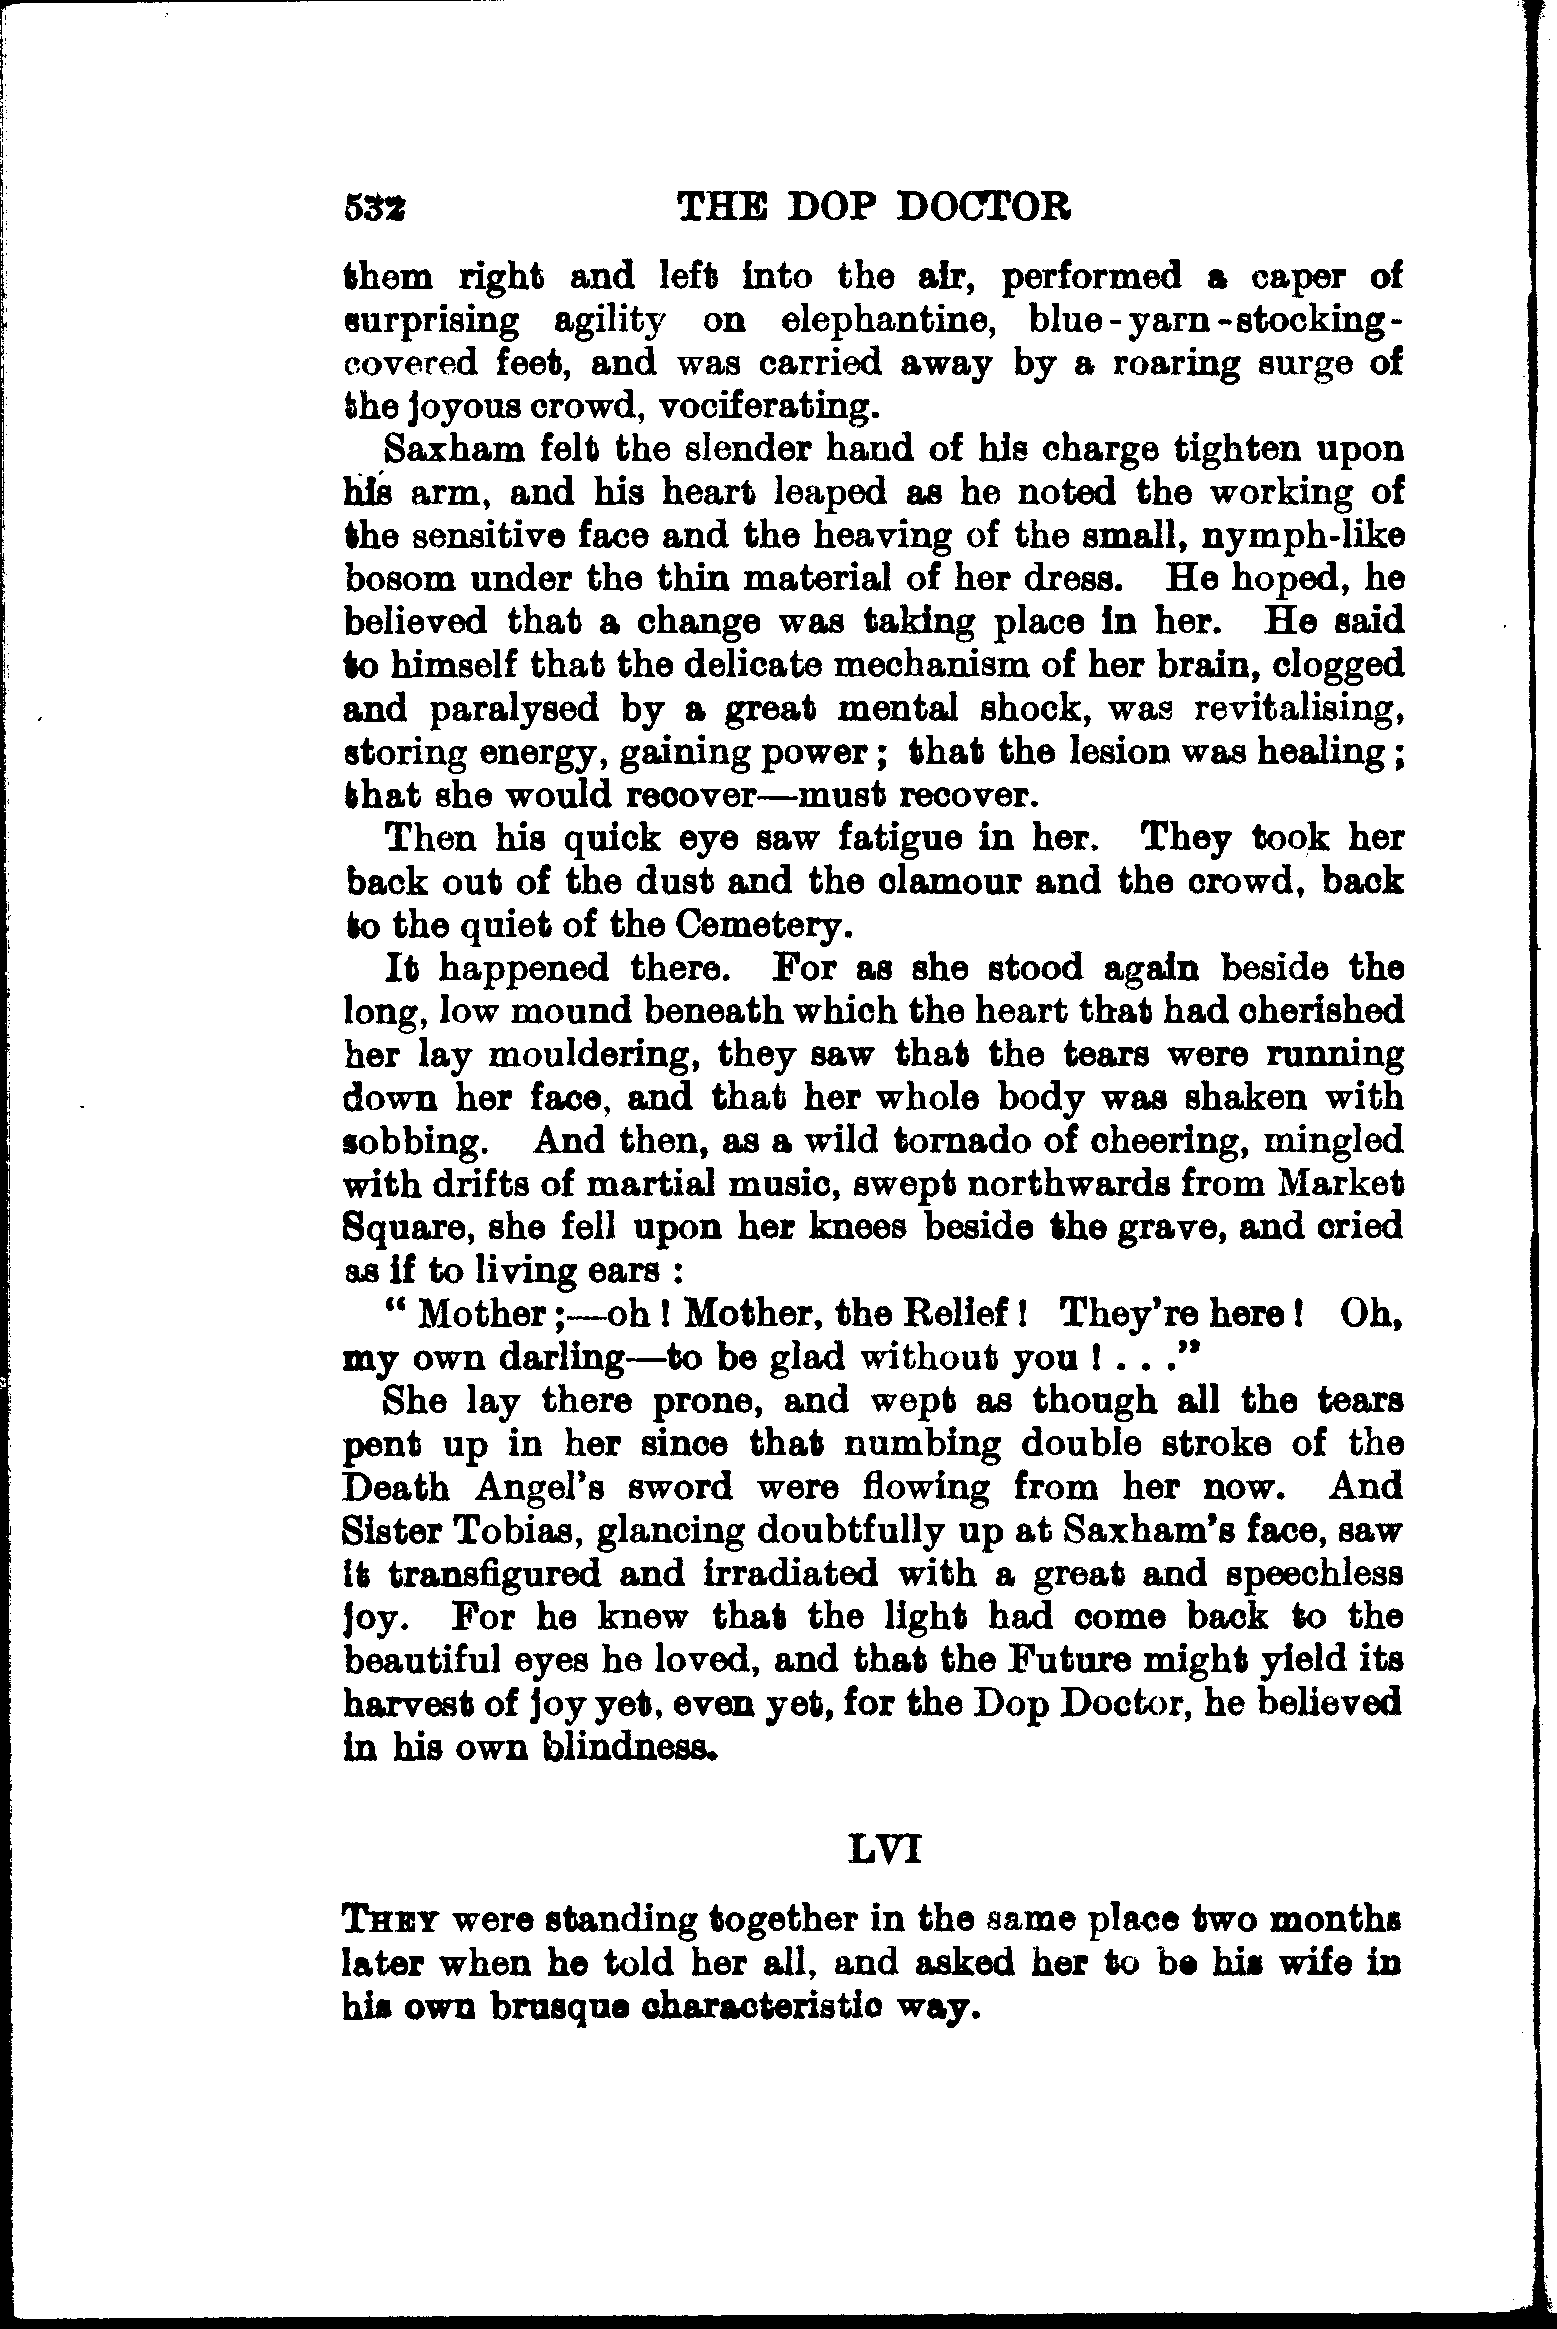 532 THE DOP DOCTOR
them right and left into the air, performed a caper of
surprising agility on elephantine, blue-yarn-stocking-
covered feet, and was carried away by a roaring surge of
the joyous crowd, vociferating.
Saxham felt the slender hand of his charge tighten upon
his arm, and his heart leaped as he noted the working of
the sensitive face and the heaving of the small, nymph-like
bosom under the thin material of her dress. He hoped, he
believed that a change was taking place in her. He said
to himself that the delicate mechanism of her brain, clogged
and paralysed by a great mental shock, was revitalising,
storing energy, gaining power; that the lesion was healing;
that she would recover—must recover.
Then his quick eye saw fatigue in her. They took her
back out of the dust and the clamour and the crowd, back
to the quiet of the Cemetery.
It happened there. For as she stood again beside the
long, low mound beneath which the heart that had cherished
her lay mouldering, they saw that the tears were running
down her face, and that her whole body was shaken with
sobbing. And then, as a wild tornado of cheering, mingled
with drifts of martial music, swept northwards from Market
Square, she fell upon her knees beside the grave, and cried
as if to living ears :
“ Mother ;—oh ! Mother, the Relief ! They’re here ! Oh,
my own darling—to be glad without you ! . . .”
She lay there prone, and wept as though all the tears
pent up in her since that numbing double stroke of the
Death Angel’s sword were flowing from her now. And
Sister Tobias, glancing doubtfully up at Saxham’s face, saw
it transfigured and irradiated with a great and speechless
joy. For he knew that the light had come back to the
beautiful eyes he loved, and that the Future might yield its
harvest of joy yet, even yet, for the Dop Doctor, he believed
in his own blindness.
LVI
THEY were standing together in the same place two months
later when he told her all, and asked her to be his wife in
his own brusque characteristic way.